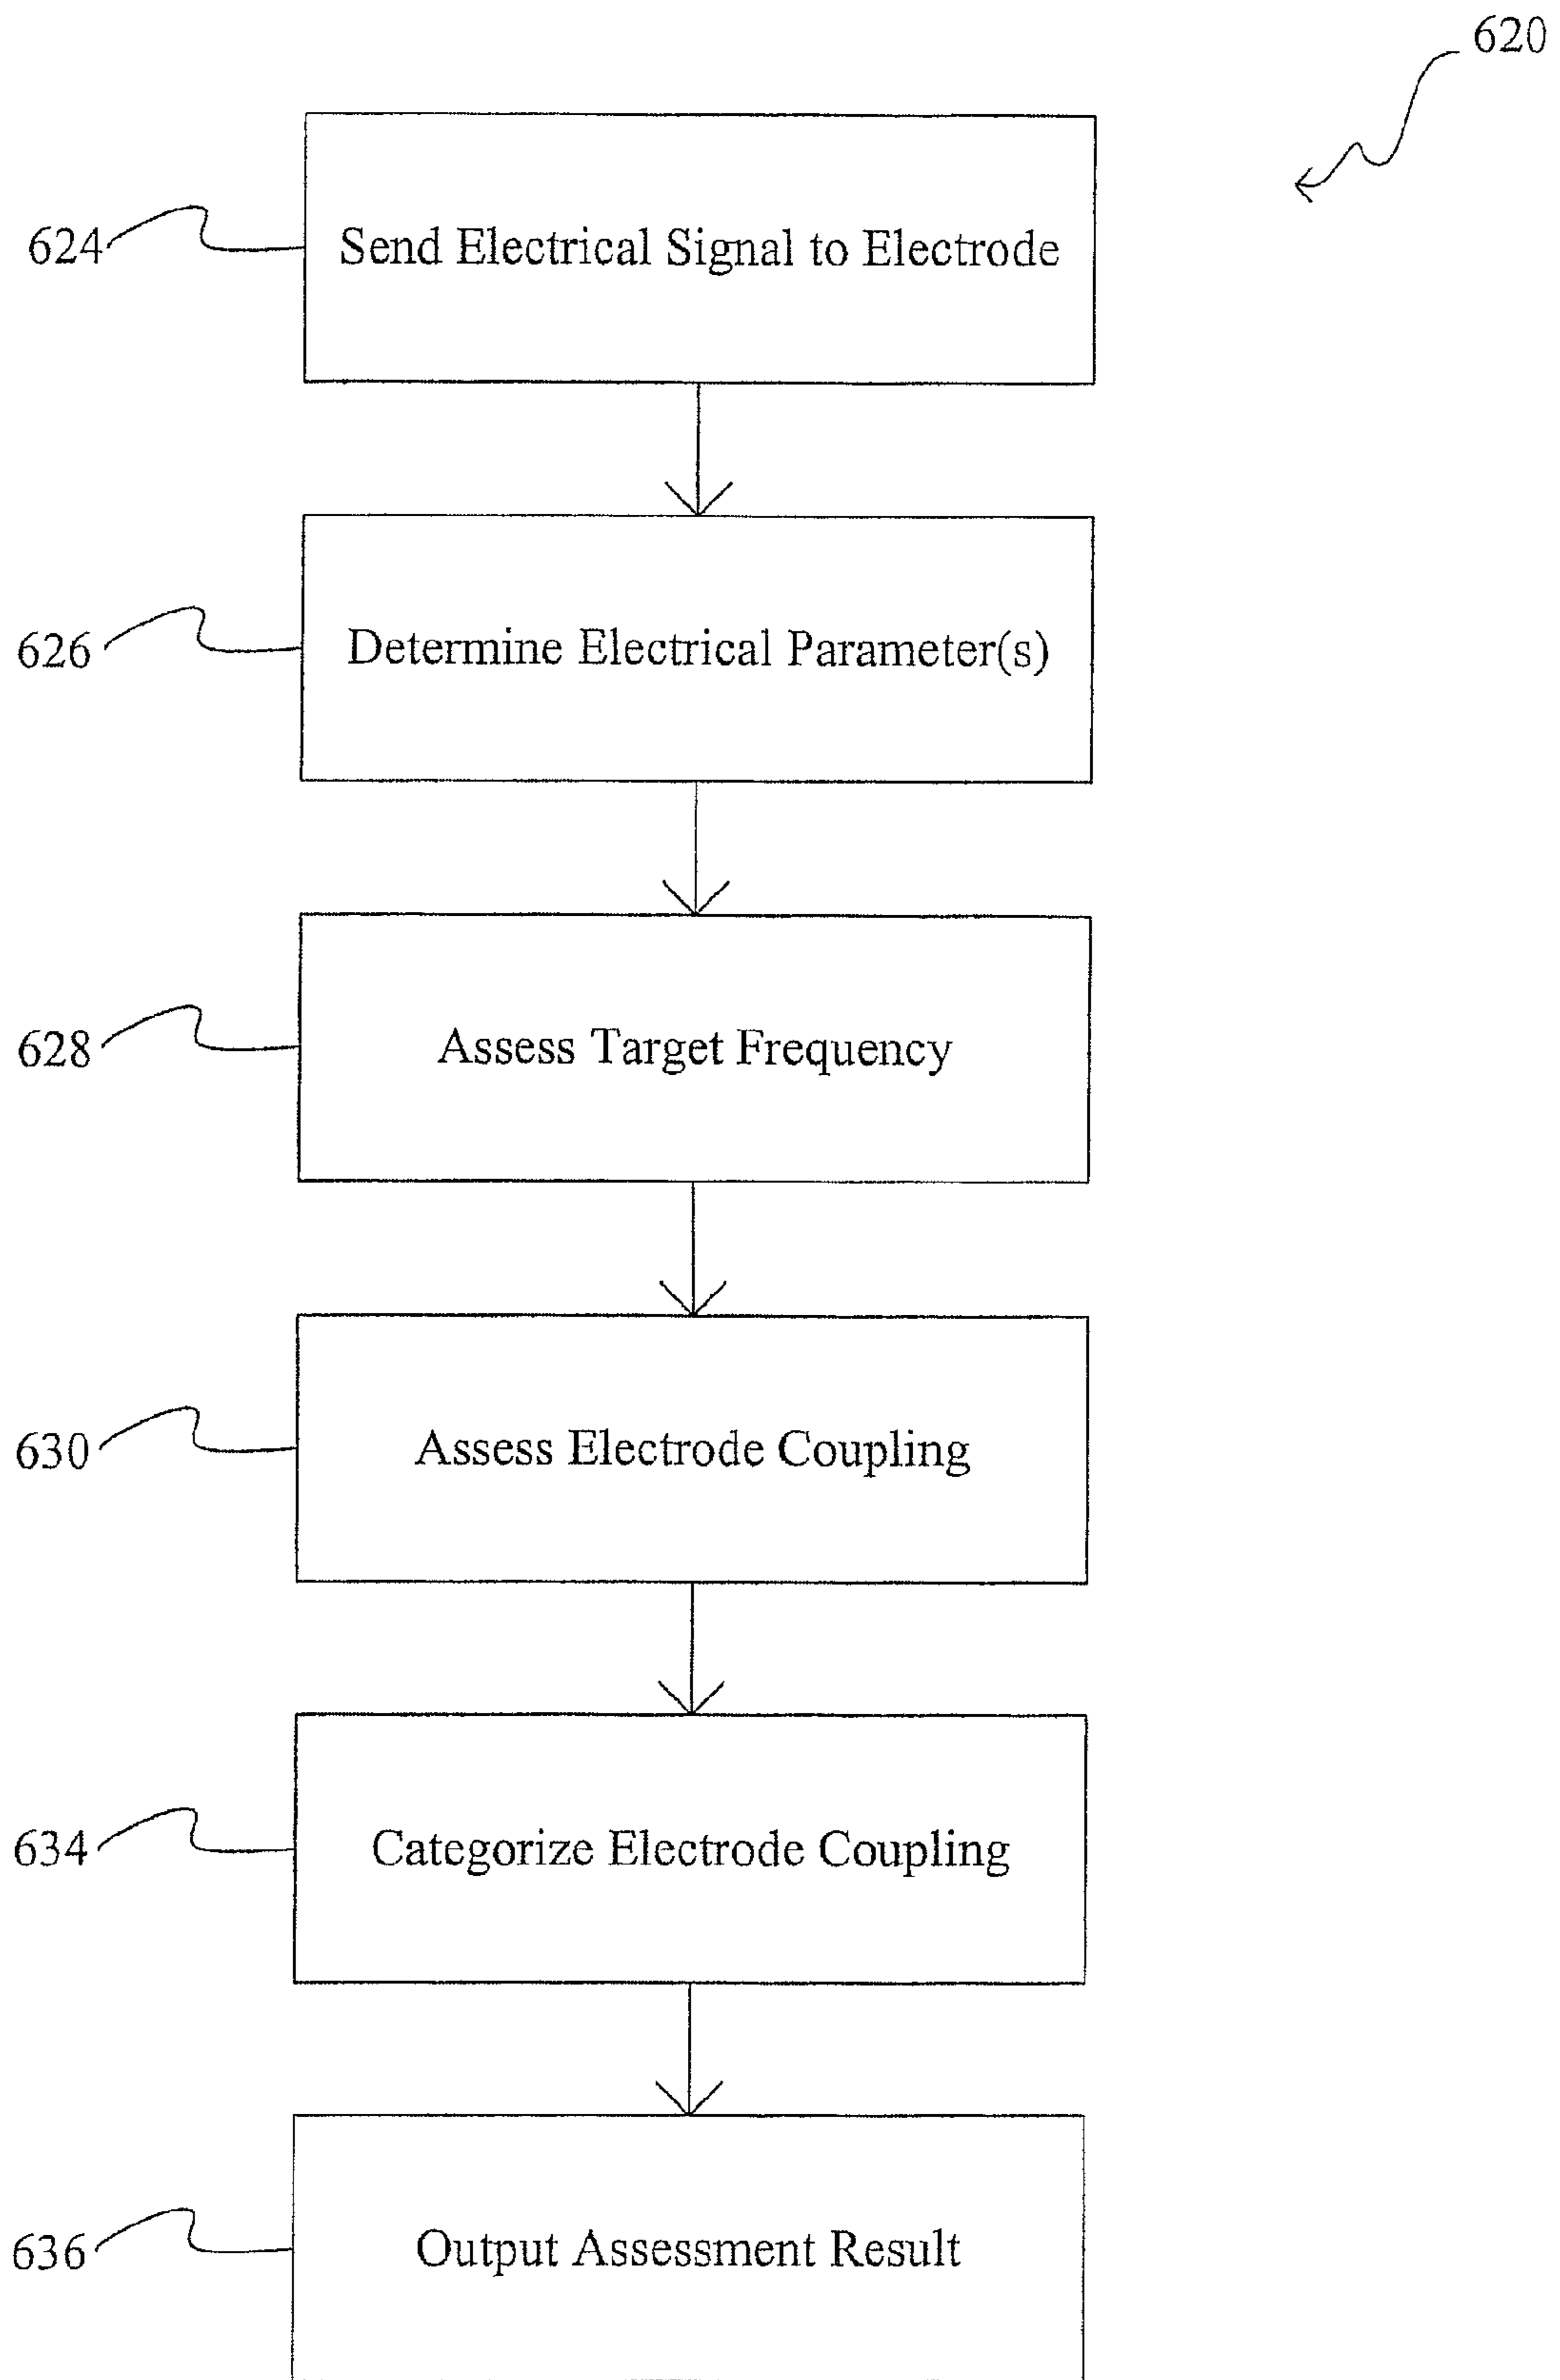 620
624
Send Electrical Signal to Electrode
626
Determine Electrical Parameter(s)
628
Assess Target Frequency
630
Assess Electrode Coupling
634
Categorize Electrode Coupling
636
Output Assessment Result